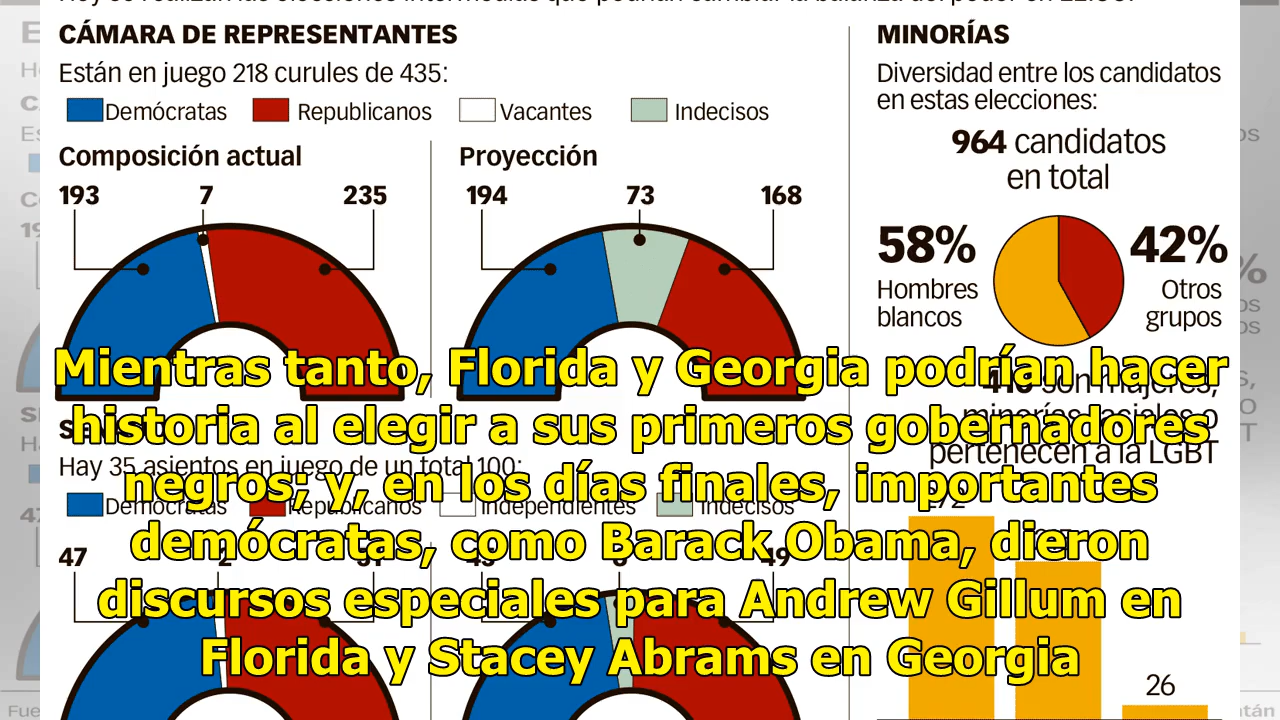 CÁMARA DE REPRESENTANTES
Están en juego 218 curules de 435:
Demócratas Republicanos Vacantes Indecisos
Composición actual
193 7 235
Proyección
194 73 168
MINORÍAS
Diversidad entre los candidatos
en estas elecciones:
964 candidatos
en total
58%
Hombres
blancos
42%
Otros
grupos
pertenecen a la LGBT
26
Hay 35 asientos en juego de un total 100:
Demócratas Republicanos Independientes Indecisos
47
49
Mientras tanto, Florida y Georgia podrían hacer
historia al elegir a sus primeros gobernadores
negros; y, en los días finales, importantes
demócratas, como Barack Obama, dieron
discursos especiales para Andrew Gillum en
Florida y Stacey Abrams en Georgia